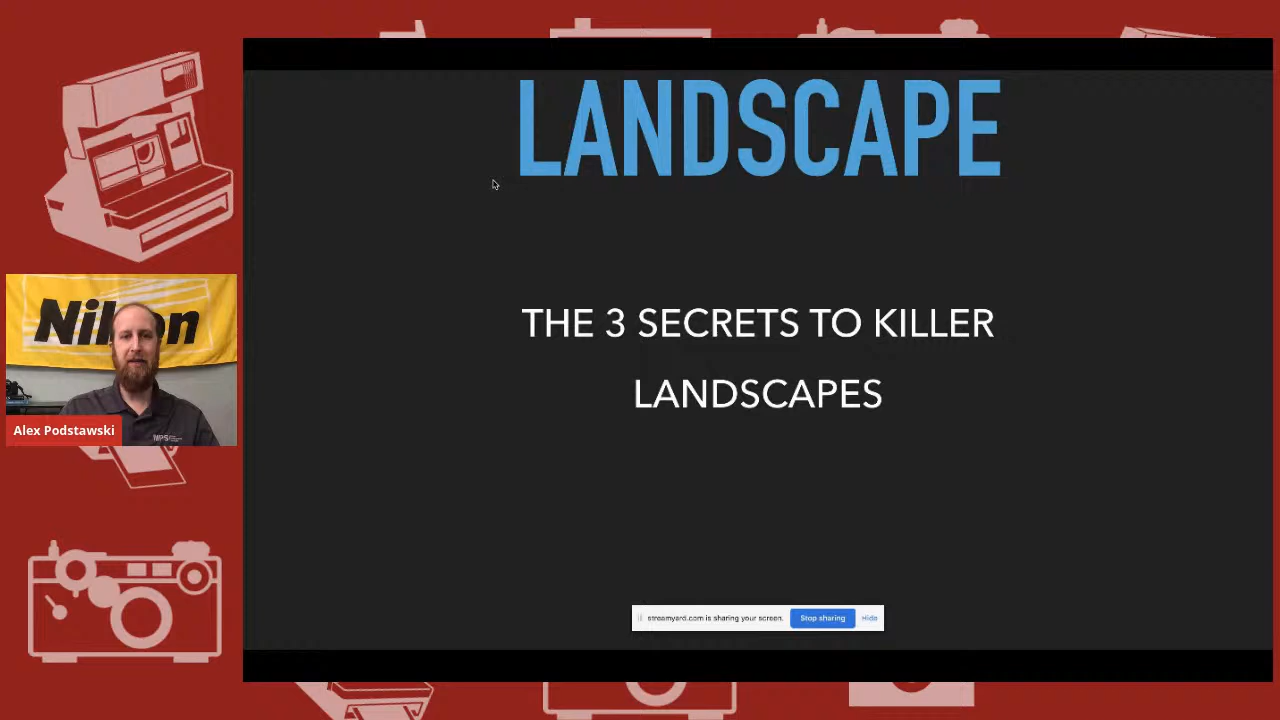 LANDSCAPE
THE 3 SECRETS TO KILLER
LANDSCAPES
Nikon
NPS
Alex Podstawski
streamyard.com is sharing your screen.
Stop sharing
Hide